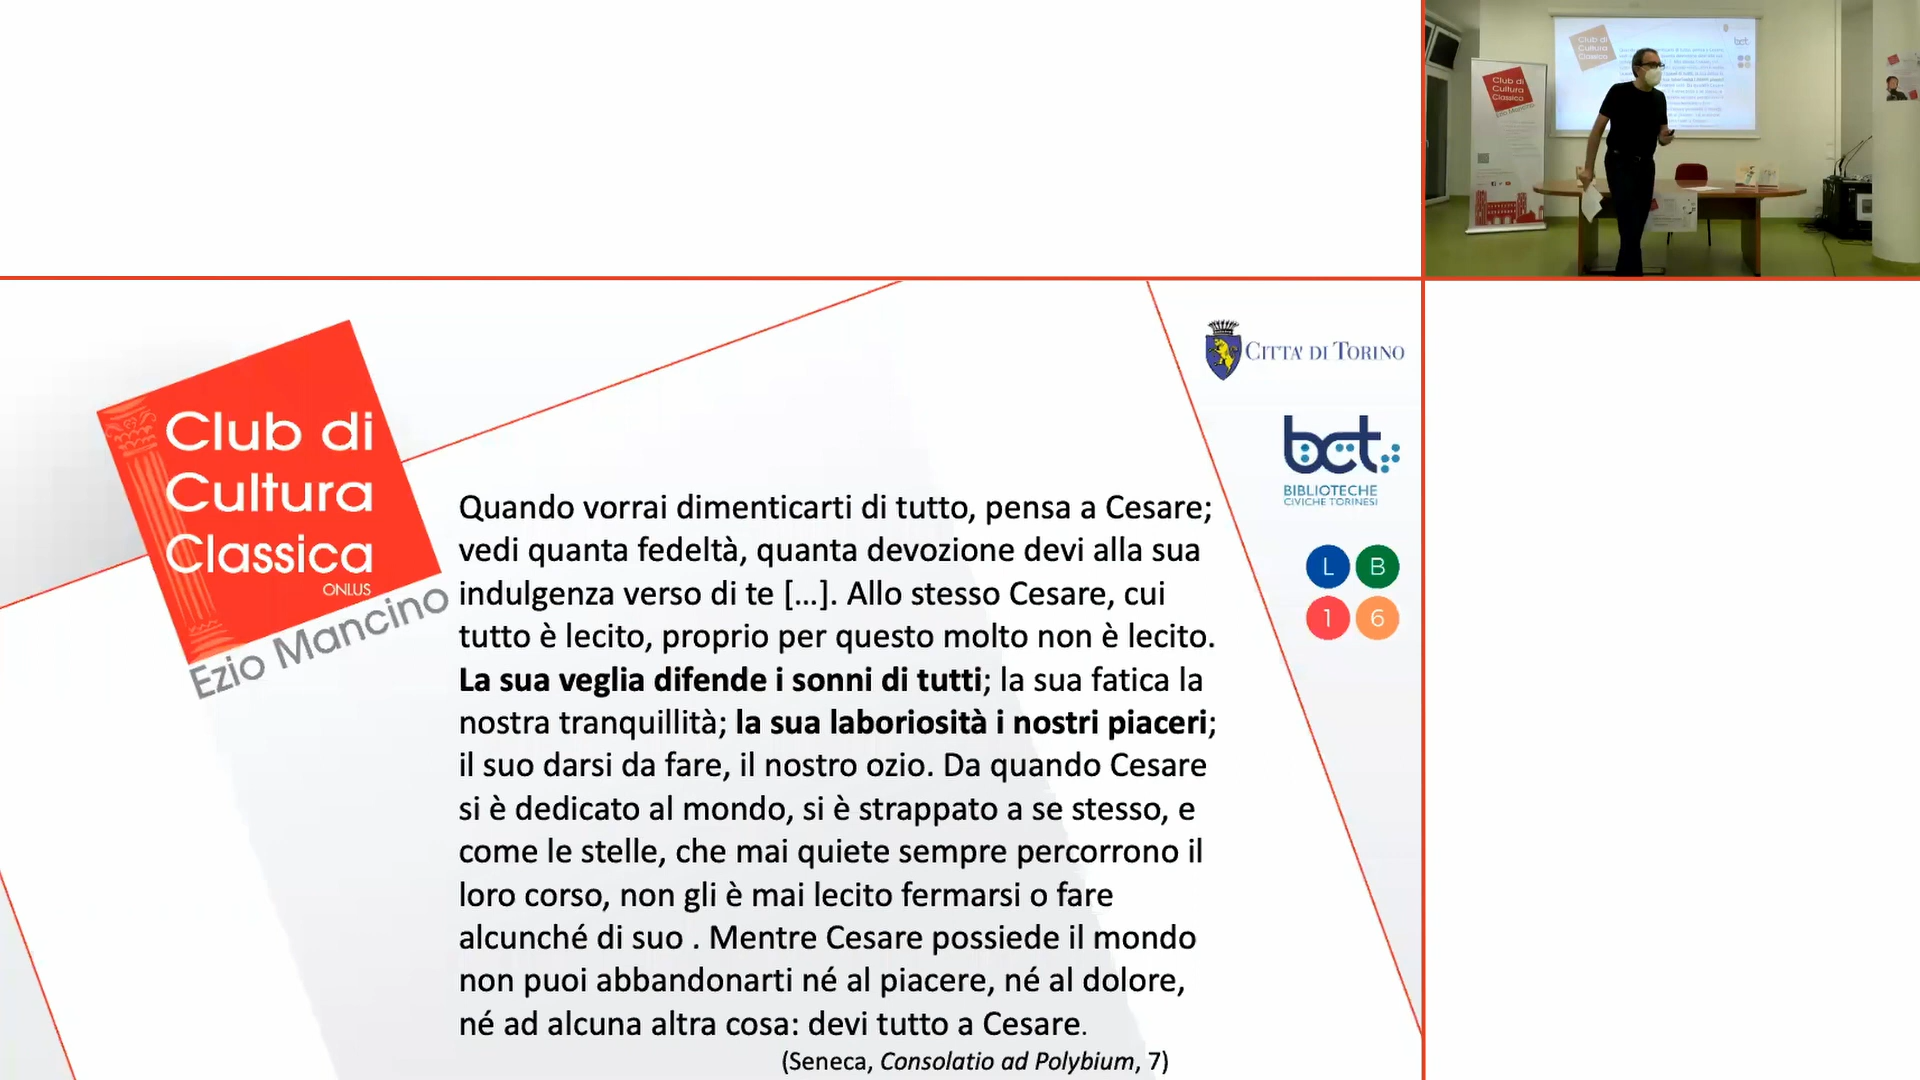 Club di
Cultura
Classica
Ezio Mancino
CITTA' DI TORINO
Club di
Cultura
Classica
ONLUS
Ezio Mancino
bct
BIBLIOTECHE
CIVICHE TORINESI
L B
1 6
Quando vorrai dimenticarti di tutto, pensa a Cesare;
vedi quanta fedeltà, quanta devozione devi alla sua
indulgenza verso di te [...]. Allo stesso Cesare, cui
tutto è lecito, proprio per questo molto non è lecito.
La sua veglia difende i sonni di tutti; la sua fatica la
nostra tranquillità; la sua laboriosità i nostri piaceri;
il suo darsi da fare, il nostro ozio. Da quando Cesare
si è dedicato al mondo, si è strappato a se stesso, e
come le stelle, che mai quiete sempre percorrono il
loro corso, non gli è mai lecito fermarsi o fare
alcunché di suo . Mentre Cesare possiede il mondo
non puoi abbandonarti né al piacere, né al dolore,
né ad alcuna altra cosa: devi tutto a Cesare.
(Seneca, Consolatio ad Polybium, 7)